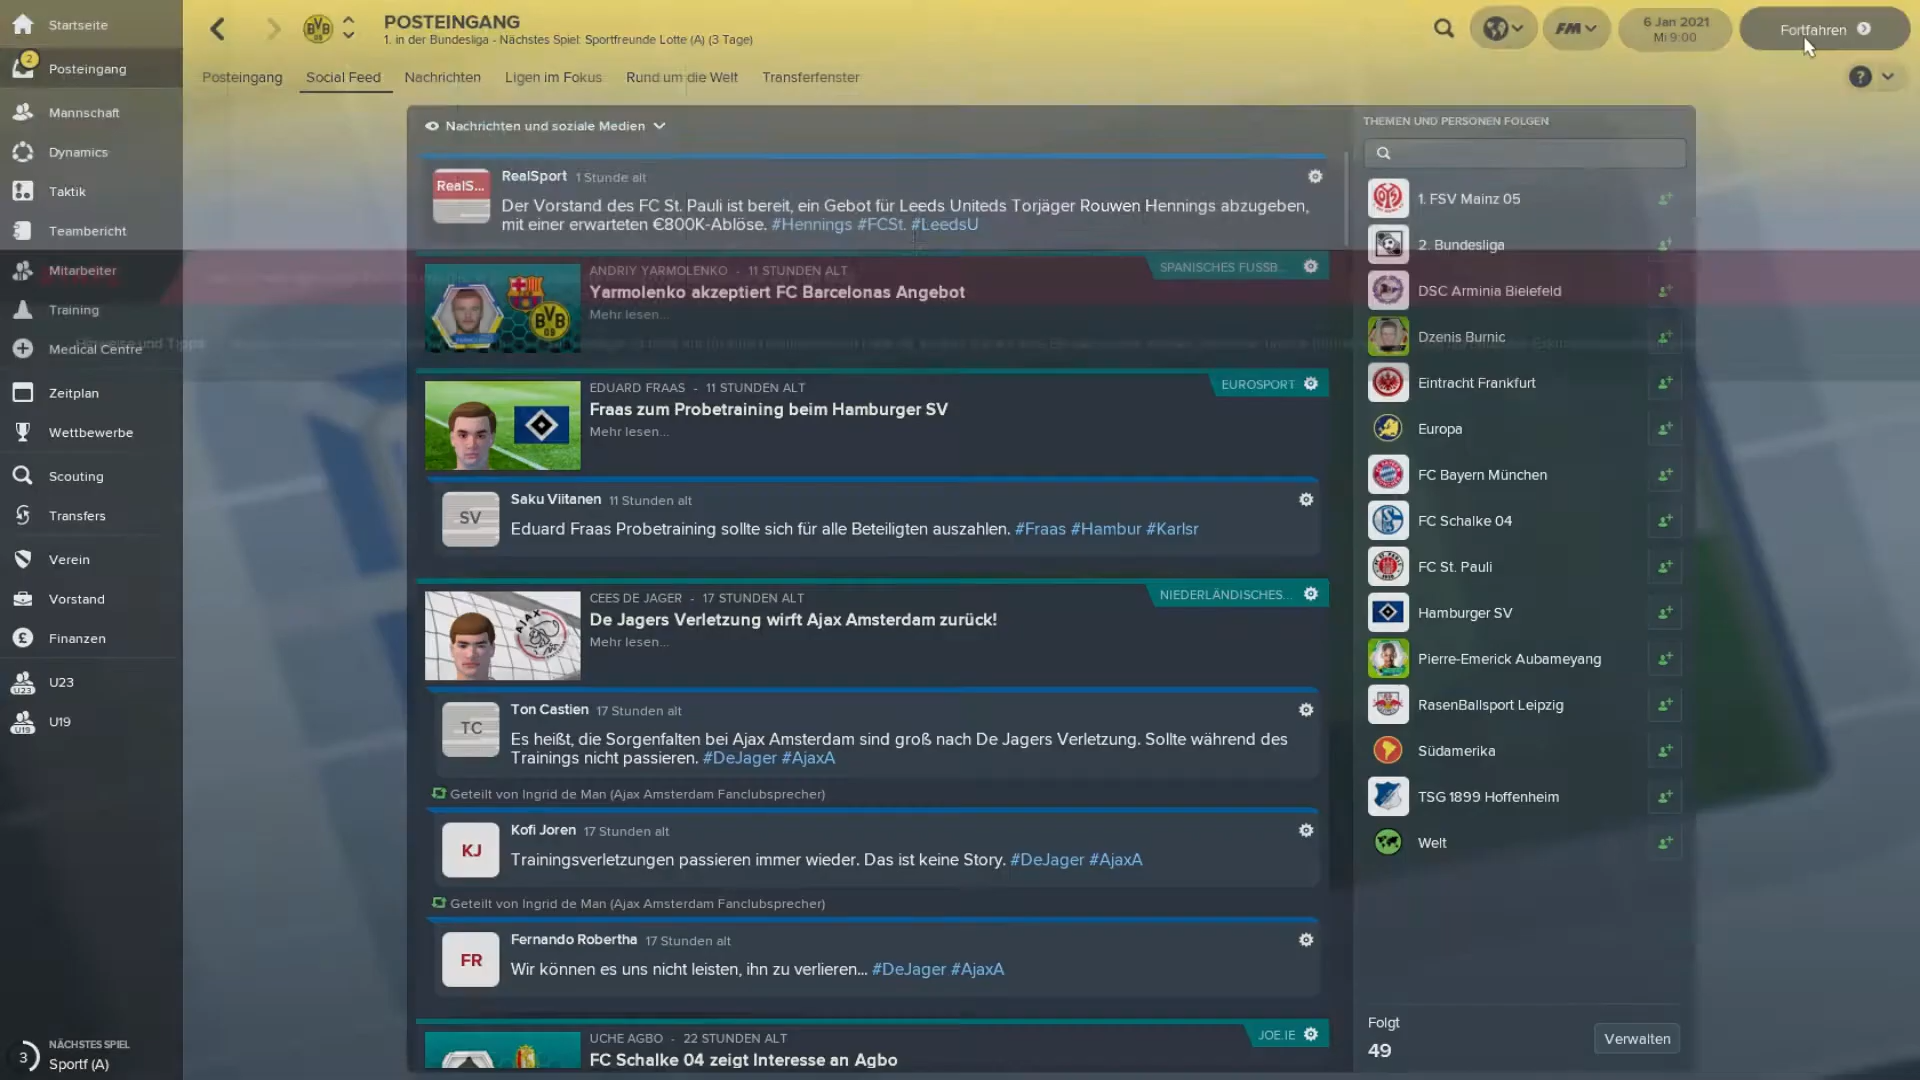 Startseite
2
Posteingang
Mannschaft
Dynamics
Taktik
Teambericht
Mitarbeiter
Training
Medical Centre
Zeitplan
Wettbewerbe
Scouting
Transfers
Verein
Vorstand
Finanzen
U23
U23
U19
U19
3
NÄCHSTES SPIEL
Sportf (A)
BVB
09
POSTEINGANG
1. in der Bundesliga - Nächstes Spiel: Sportfreunde Lotte (A) (3 Tage)
FM
6 Jan 2021
Mi 9:00
Fortfahren
Posteingang
Social Feed
Nachrichten
Ligen im Fokus
Rund um die Welt
Transferfenster
?
Nachrichten und soziale Medien
RealS...
RealSport 1 Stunde alt
Der Vorstand des FC St. Pauli ist bereit, ein Gebot für Leeds Uniteds Torjäger Rouwen Hennings abzugeben,
mit einer erwarteten €800K-Ablöse. #Hennings #FCSt. #LeedsU
ANDRIY YARMOLENKO - 11 STUNDEN ALT
SPANISCHES FUSSB...
Yarmolenko akzeptiert FC Barcelonas Angebot
Mehr lesen...
BVB
09
Hinweise und Tipps
EDUARD FRAAS - 11 STUNDEN ALT
EUROSPORT
Fraas zum Probetraining beim Hamburger SV
Mehr lesen...
SV
Saku Viitanen 11 Stunden alt
Eduard Fraas Probetraining sollte sich für alle Beteiligten auszahlen. #Fraas #Hambur #Karlsr
CEES DE JAGER - 17 STUNDEN ALT
NIEDERLÄNDISCHES...
De Jagers Verletzung wirft Ajax Amsterdam zurück!
Mehr lesen...
AJAX
TC
Ton Castien 17 Stunden alt
Es heißt, die Sorgenfalten bei Ajax Amsterdam sind groß nach De Jagers Verletzung. Sollte während des
Trainings nicht passieren. #DeJager #AjaxA
Geteilt von Ingrid de Man (Ajax Amsterdam Fanclubsprecher)
KJ
Kofi Joren 17 Stunden alt
Trainingsverletzungen passieren immer wieder. Das ist keine Story. #DeJager #AjaxA
Geteilt von Ingrid de Man (Ajax Amsterdam Fanclubsprecher)
FR
Fernando Robertha 17 Stunden alt
Wir können es uns nicht leisten, ihn zu verlieren... #DeJager #AjaxA
UCHE AGBO - 22 STUNDEN ALT
JOE.IE
FC Schalke 04 zeigt Interesse an Agbo
THEMEN UND PERSONEN FOLGEN
1. FSV Mainz 05
2. Bundesliga
DSC Arminia Bielefeld
Dzenis Burnic
Eintracht Frankfurt
Europa
FC Bayern München
FC Schalke 04
FC St. Pauli
Hamburger SV
Pierre-Emerick Aubameyang
RasenBallsport Leipzig
Südamerika
TSG 1899 Hoffenheim
Welt
Folgt
49
Verwalten